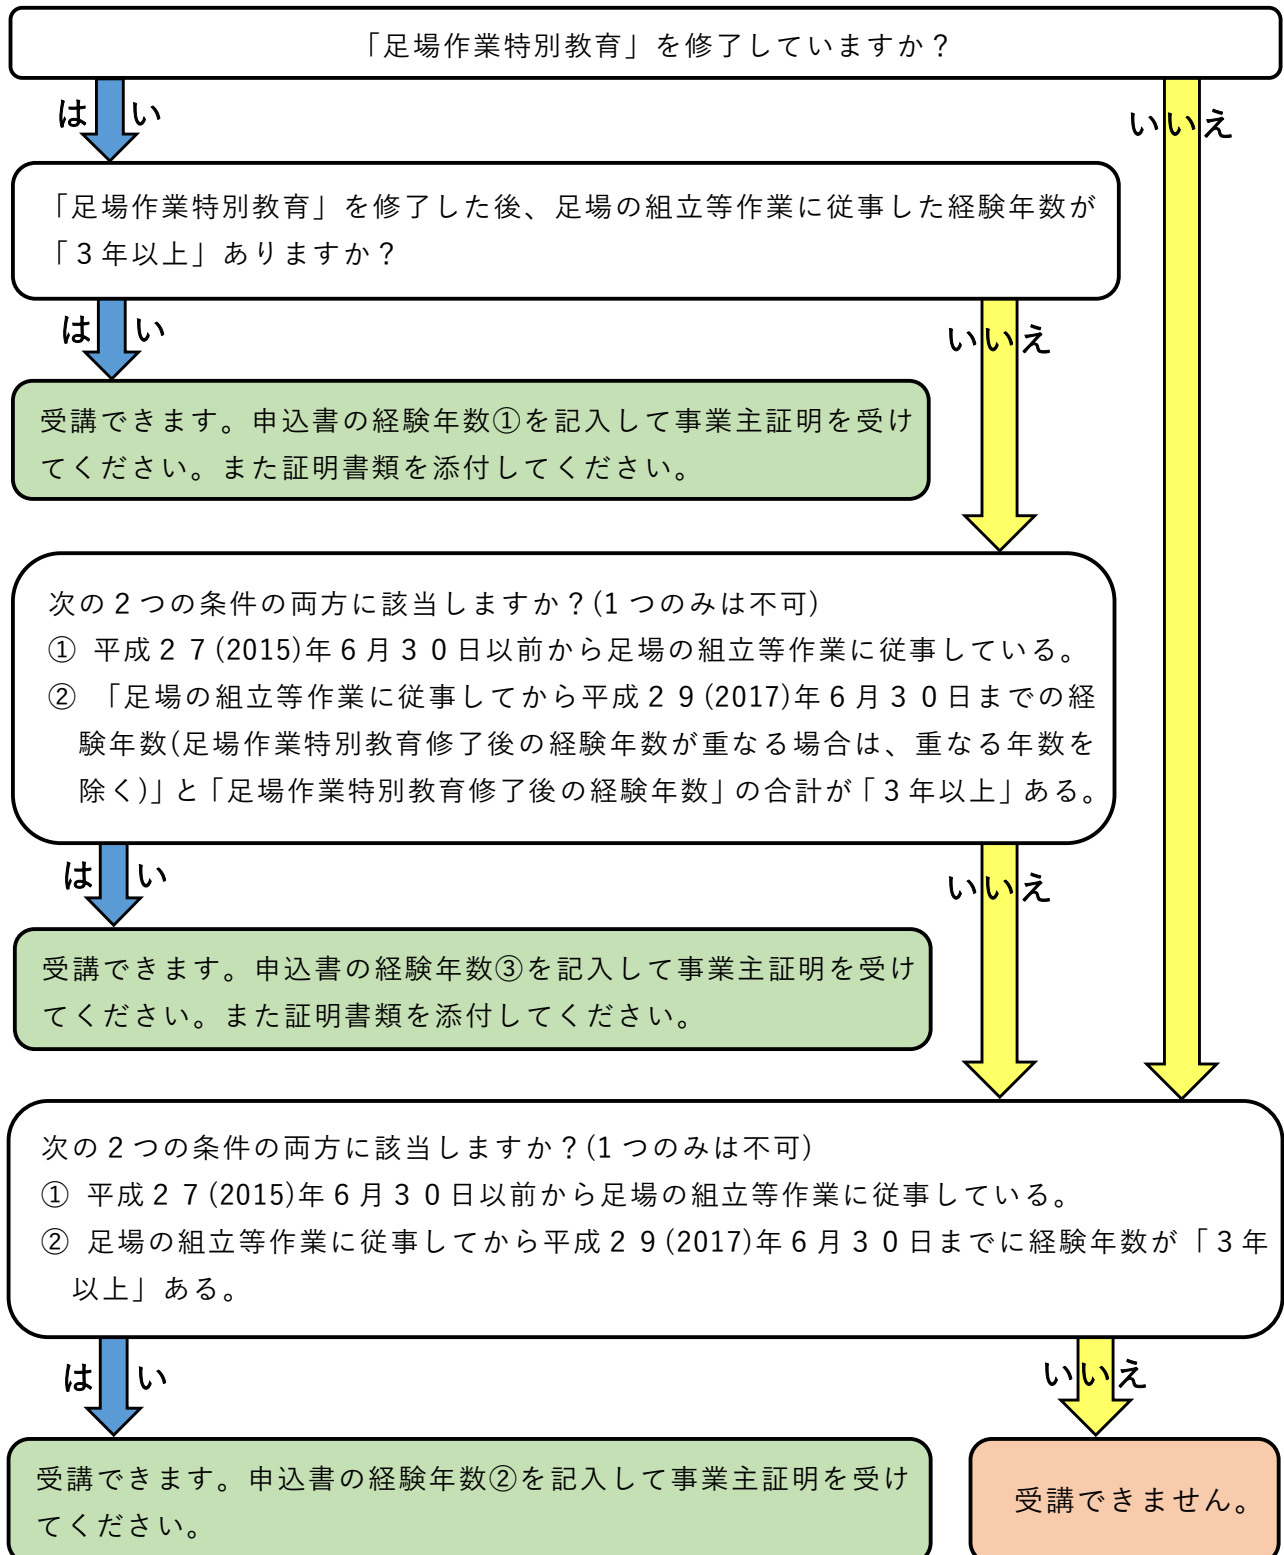 「足場作業特別教育」を修了していますか？
はい
いいえ
「足場作業特別教育」を修了した後、足場の組立等作業に従事した経験年数が
「３年以上」ありますか？
はい
いいえ
受講できます。申込書の経験年数①を記入して事業主証明を受け
てください。また証明書類を添付してください。
次の２つの条件の両方に該当しますか？(1つのみは不可)
① 平成２７(2015)年６月３０日以前から足場の組立等作業に従事している。
② 「足場の組立等作業に従事してから平成２９(2017)年６月３０日までの経
験年数(足場作業特別教育修了後の経験年数が重なる場合は、重なる年数を
除く)」と「足場作業特別教育修了後の経験年数」の合計が「３年以上」ある。
はい
いいえ
受講できます。申込書の経験年数③を記入して事業主証明を受け
てください。また証明書類を添付してください。
次の２つの条件の両方に該当しますか？(1つのみは不可)
① 平成２７(2015)年６月３０日以前から足場の組立等作業に従事している。
② 足場の組立等作業に従事してから平成２９(2017)年６月３０日までに経験年数が「３年
以上」ある。
はい
いいえ
受講できます。申込書の経験年数②を記入して事業主証明を受け
てください。
受講できません。